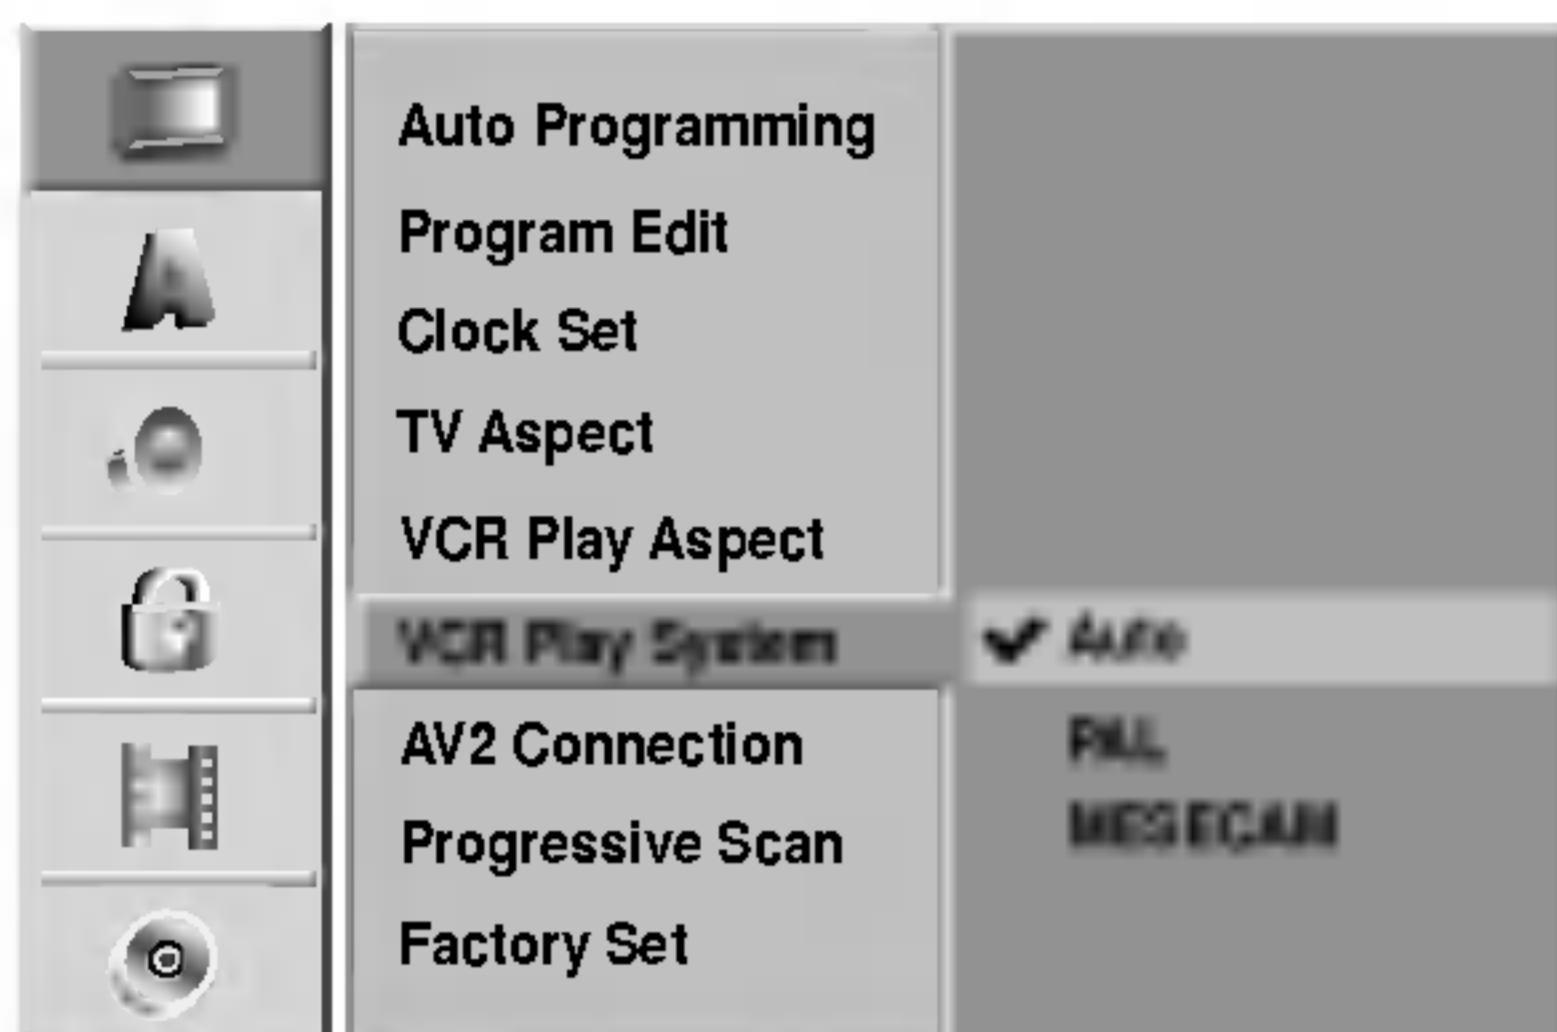 Auto Programming
Program Edit
Clock Set
TV Aspect
VCR Play Aspect
VCR Play System
Auto
PAL
MESECAM
AV2 Connection
Progressive Scan
Factory Set